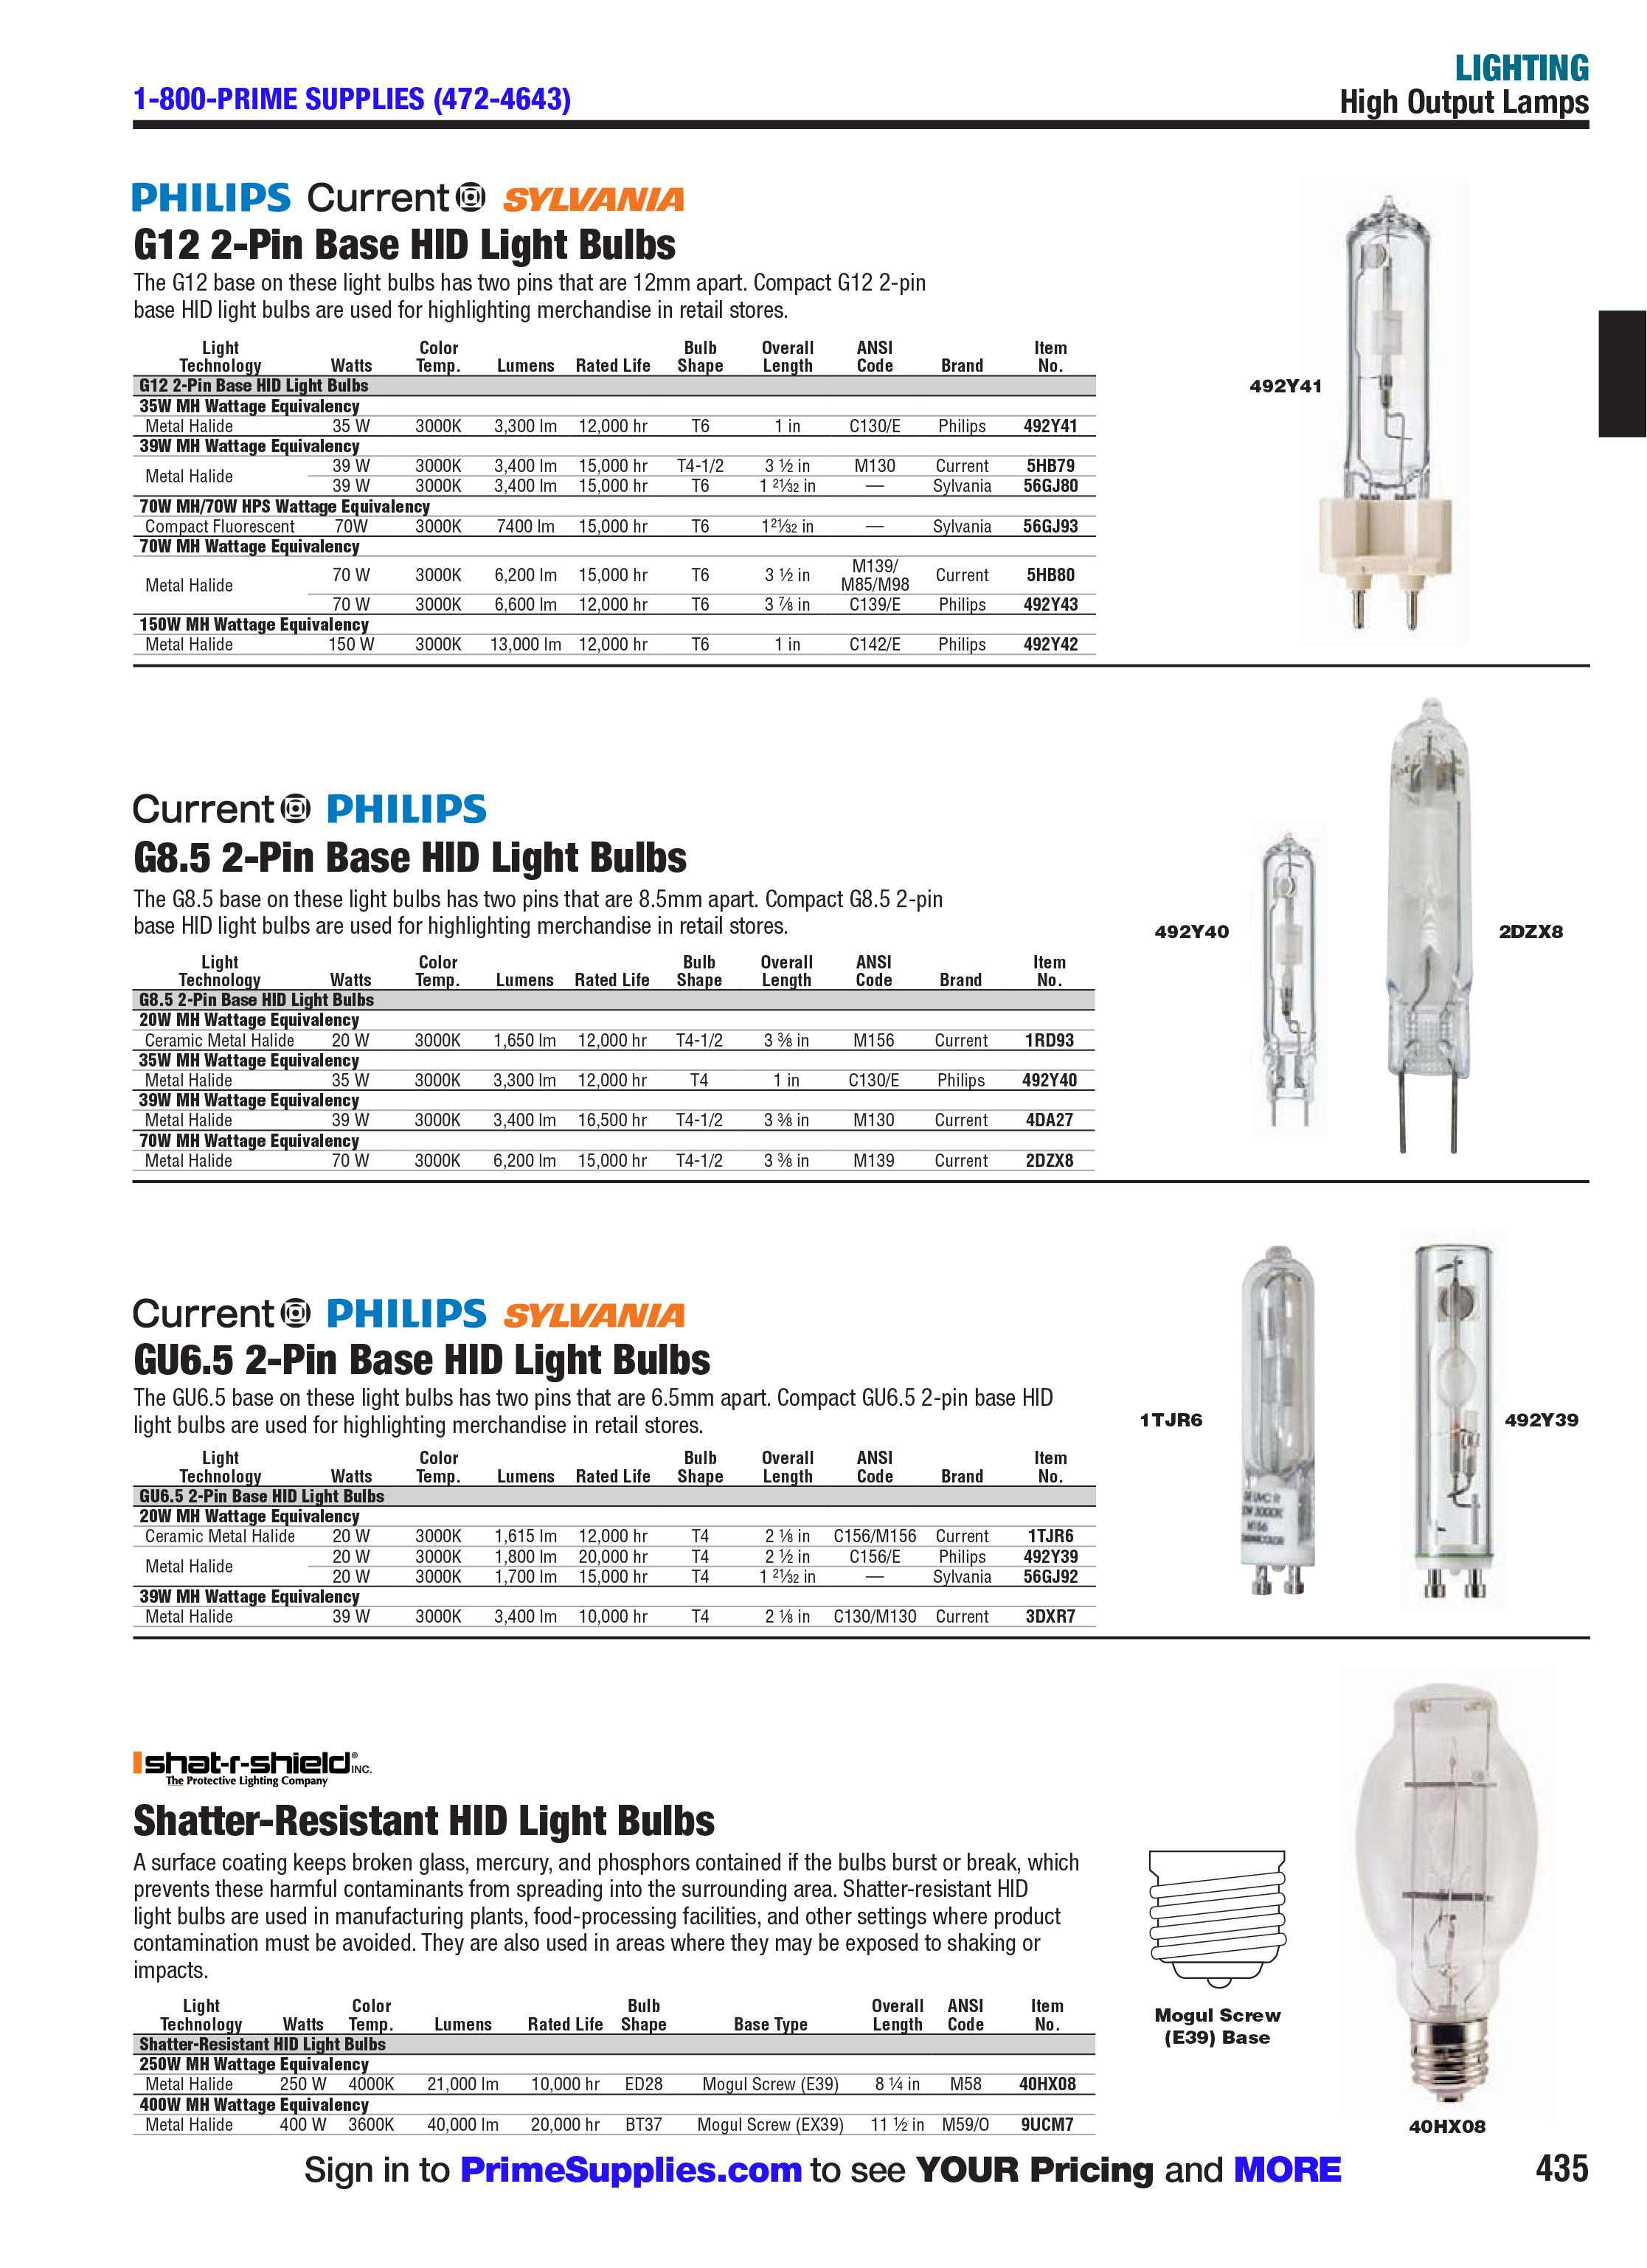 LIGHTING
1-800-PRIME SUPPLIES (472-4643)
High Output Lamps
PHILIPS Current SYLVANIA
G12 2-Pin Base HID Light Bulbs
The G12 base on these light bulbs has two pins that are 12mm apart. Compact G12 2-pin
base HID light bulbs are used for highlighting merchandise in retail stores.
Light Color Bulb Overall ANSI Item
Technology Watts Temp. Lumens Rated Life Shape Length Code Brand No.
G12 2-Pin Base HID Light Bulbs
35W MH Wattage Equivalency
Metal Halide 35 W 3000K 3,300 lm 12,000 hr T6 1 in C130/E Philips 492Y41
39W MH Wattage Equivalency
Metal Halide 39 W 3000K 3,400 lm 15,000 hr T4-1/2 3 ½ in M130 Current 5HB79
39 W 3000K 3,400 lm 15,000 hr T6 1 21⁄32 in — Sylvania 56GJ80
70W MH/70W HPS Wattage Equivalency
Compact Fluorescent 70W 3000K 7400 lm 15,000 hr T6 121⁄32 in — Sylvania 56GJ93
70W MH Wattage Equivalency
Metal Halide 70 W 3000K 6,200 lm 15,000 hr T6 3 ½ in M139/ M85/M98 Current 5HB80
70 W 3000K 6,600 lm 12,000 hr T6 3 ⅞ in C139/E Philips 492Y43
150W MH Wattage Equivalency
Metal Halide 150 W 3000K 13,000 lm 12,000 hr T6 1 in C142/E Philips 492Y42
492Y41
Current PHILIPS
G8.5 2-Pin Base HID Light Bulbs
The G8.5 base on these light bulbs has two pins that are 8.5mm apart. Compact G8.5 2-pin
base HID light bulbs are used for highlighting merchandise in retail stores.
Light Color Bulb Overall ANSI Item
Technology Watts Temp. Lumens Rated Life Shape Length Code Brand No.
G8.5 2-Pin Base HID Light Bulbs
20W MH Wattage Equivalency
Ceramic Metal Halide 20 W 3000K 1,650 lm 12,000 hr T4-1/2 3 ⅜ in M156 Current 1RD93
35W MH Wattage Equivalency
Metal Halide 35 W 3000K 3,300 lm 12,000 hr T4 1 in C130/E Philips 492Y40
39W MH Wattage Equivalency
Metal Halide 39 W 3000K 3,400 lm 16,500 hr T4-1/2 3 ⅜ in M130 Current 4DA27
70W MH Wattage Equivalency
Metal Halide 70 W 3000K 6,200 lm 15,000 hr T4-1/2 3 ⅜ in M139 Current 2DZX8
492Y40
2DZX8
Current PHILIPS SYLVANIA
GU6.5 2-Pin Base HID Light Bulbs
The GU6.5 base on these light bulbs has two pins that are 6.5mm apart. Compact GU6.5 2-pin base HID
light bulbs are used for highlighting merchandise in retail stores.
Light Color Bulb Overall ANSI Item
Technology Watts Temp. Lumens Rated Life Shape Length Code Brand No.
GU6.5 2-Pin Base HID Light Bulbs
20W MH Wattage Equivalency
Ceramic Metal Halide 20 W 3000K 1,615 lm 12,000 hr T4 2 ⅛ in C156/M156 Current 1TJR6
Metal Halide 20 W 3000K 1,800 lm 20,000 hr T4 2 ½ in C156/E Philips 492Y39
20 W 3000K 1,700 lm 15,000 hr T4 1 21⁄32 in — Sylvania 56GJ92
39W MH Wattage Equivalency
Metal Halide 39 W 3000K 3,400 lm 10,000 hr T4 2 ⅛ in C130/M130 Current 3DXR7
1TJR6
492Y39
shat-r-shield® INC.
The Protective Lighting Company
Shatter-Resistant HID Light Bulbs
A surface coating keeps broken glass, mercury, and phosphors contained if the bulbs burst or break, which
prevents these harmful contaminants from spreading into the surrounding area. Shatter-resistant HID
light bulbs are used in manufacturing plants, food-processing facilities, and other settings where product
contamination must be avoided. They are also used in areas where they may be exposed to shaking or
impacts.
Light Color Bulb Overall ANSI Item
Technology Watts Temp. Lumens Rated Life Shape Base Type Length Code No.
Shatter-Resistant HID Light Bulbs
250W MH Wattage Equivalency
Metal Halide 250 W 4000K 21,000 lm 10,000 hr ED28 Mogul Screw (E39) 8 ¼ in M58 40HX08
400W MH Wattage Equivalency
Metal Halide 400 W 3600K 40,000 lm 20,000 hr BT37 Mogul Screw (EX39) 11 ½ in M59/O 9UCM7
Mogul Screw
(E39) Base
40HX08
Sign in to PrimeSupplies.com to see YOUR Pricing and MORE
435